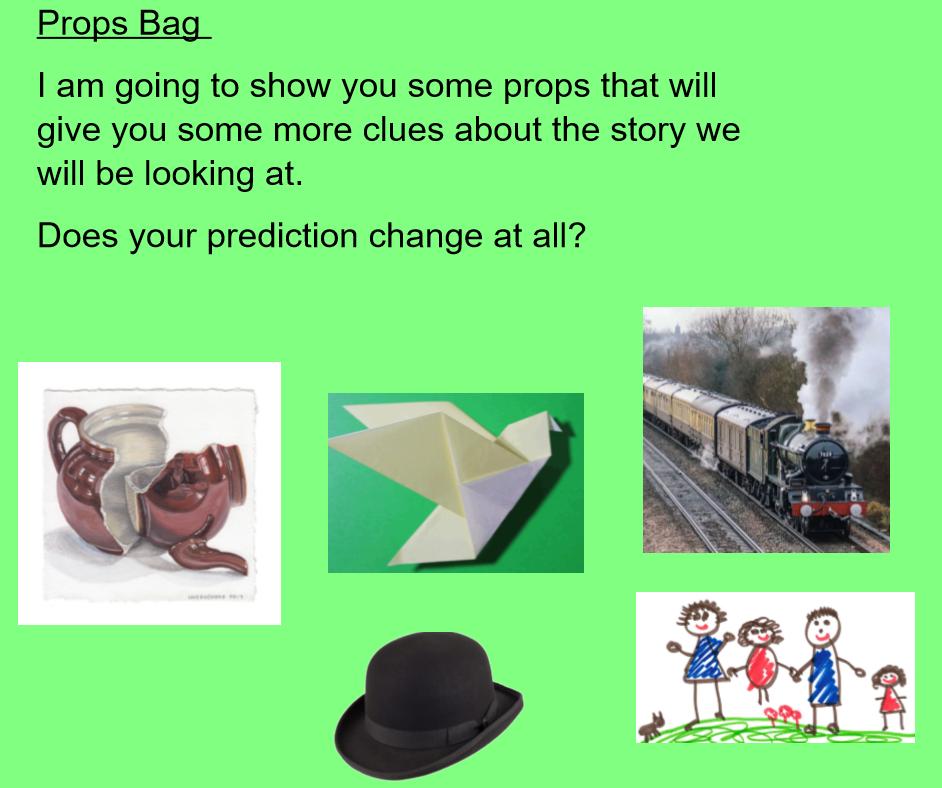 Props Bag
I am going to show you some props that will
give you some more clues about the story we
will be looking at.
Does your prediction change at all?